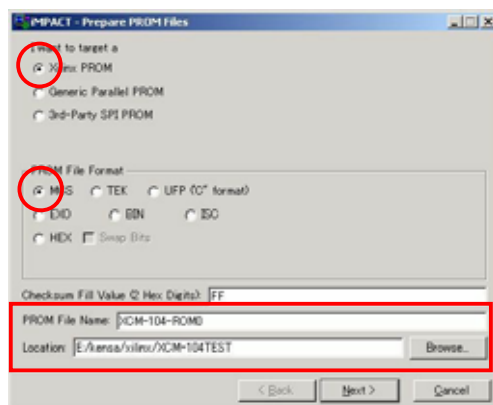 iMPACT - Prepare PROM Files
I want to target a
Xilinx PROM
Generic Parallel PROM
3rd-Party SPI PROM
PROM File Format
MCS TEK UFP ("C" format)
EXO BIN ISC
HEX Swap Bits
Checksum Fill Value (2 Hex Digits): FF
PROM File Name: XCM-104-ROM0
Location: E:/kensa/xilinx/XCM-104TEST Browse...
< Back Next > Cancel